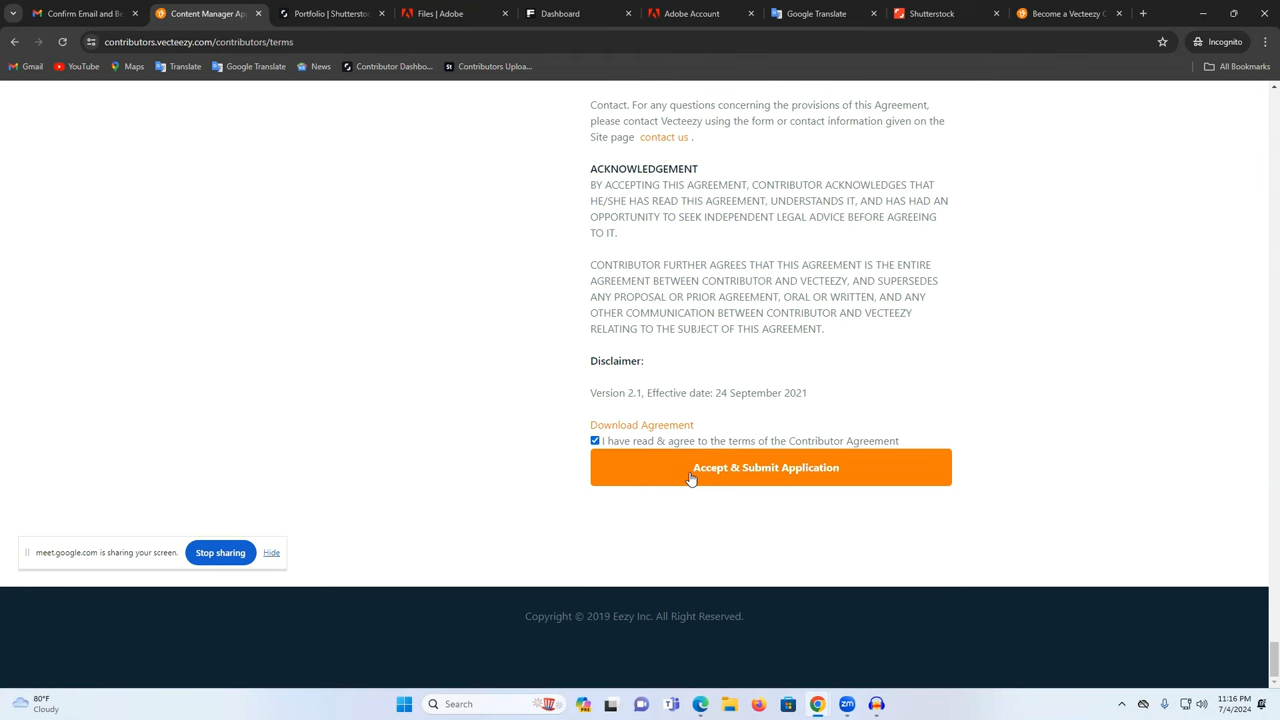 Confirm Email and Bec
Content Manager Ap
Portfolio | Shutterstoc
Files | Adobe
Dashboard
Adobe Account
Google Translate
Shutterstock
Become a Vecteezy C
contributors.vecteezy.com/contributors/terms
Incognito
Gmail
YouTube
Maps
Translate
Google Translate
News
Contributor Dashbo...
Contributors Uploa...
All Bookmarks
Contact. For any questions concerning the provisions of this Agreement,
please contact Vecteezy using the form or contact information given on the
Site page contact us .
ACKNOWLEDGEMENT
BY ACCEPTING THIS AGREEMENT, CONTRIBUTOR ACKNOWLEDGES THAT
HE/SHE HAS READ THIS AGREEMENT, UNDERSTANDS IT, AND HAS HAD AN
OPPORTUNITY TO SEEK INDEPENDENT LEGAL ADVICE BEFORE AGREEING
TO IT.
CONTRIBUTOR FURTHER AGREES THAT THIS AGREEMENT IS THE ENTIRE
AGREEMENT BETWEEN CONTRIBUTOR AND VECTEEZY, AND SUPERSEDES
ANY PROPOSAL OR PRIOR AGREEMENT, ORAL OR WRITTEN, AND ANY
OTHER COMMUNICATION BETWEEN CONTRIBUTOR AND VECTEEZY
RELATING TO THE SUBJECT OF THIS AGREEMENT.
Disclaimer:
Version 2.1, Effective date: 24 September 2021
Download Agreement
I have read & agree to the terms of the Contributor Agreement
Accept & Submit Application
meet.google.com is sharing your screen.
Stop sharing
Hide
Copyright © 2019 Eezy Inc. All Right Reserved.
80°F
Cloudy
Search
11:16 PM
7/4/2024